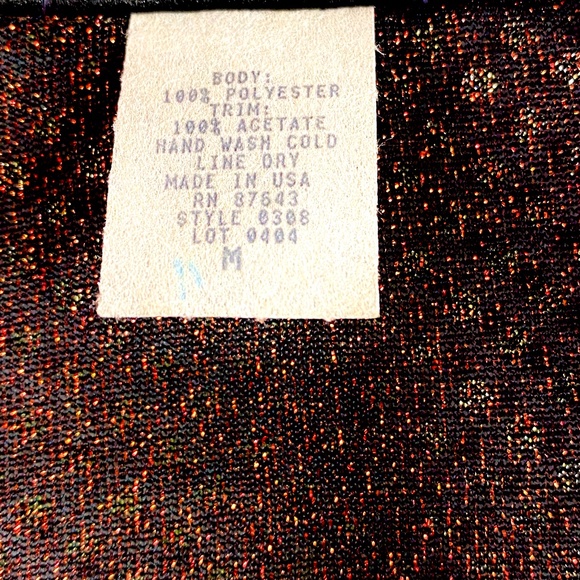 BODY:
100% POLYESTER
TRIM:
100% ACETATE
HAND WASH COLD
LINE DRY
MADE IN USA
RN 87643
STYLE 0308
LOT 0404
M